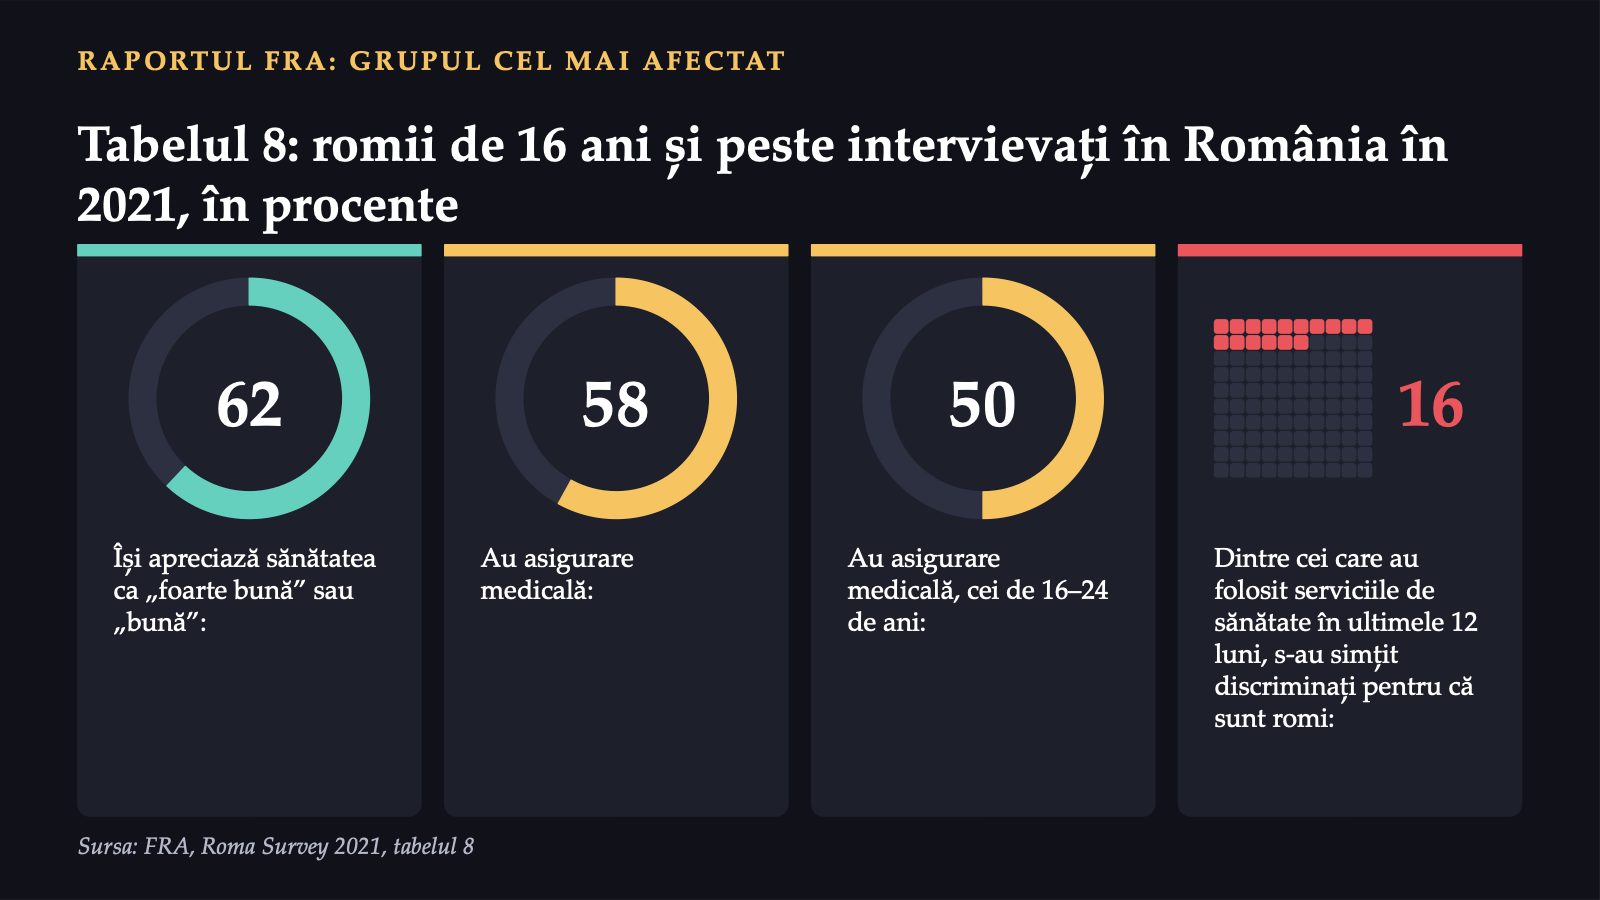 RAPORTUL FRA: GRUPUL CEL MAI AFECTAT
Tabelul 8: romii de 16 ani și peste intervievați în România în
2021, în procente
62
Își apreciază sănătatea
ca „foarte bună” sau
„bună”:
58
Au asigurare
medicală:
50
Au asigurare
medicală, cei de 16–24
de ani:
16
Dintre cei care au
folosit serviciile de
sănătate în ultimele 12
luni, s-au simțit
discriminați pentru că
sunt romi:
Sursa: FRA, Roma Survey 2021, tabelul 8